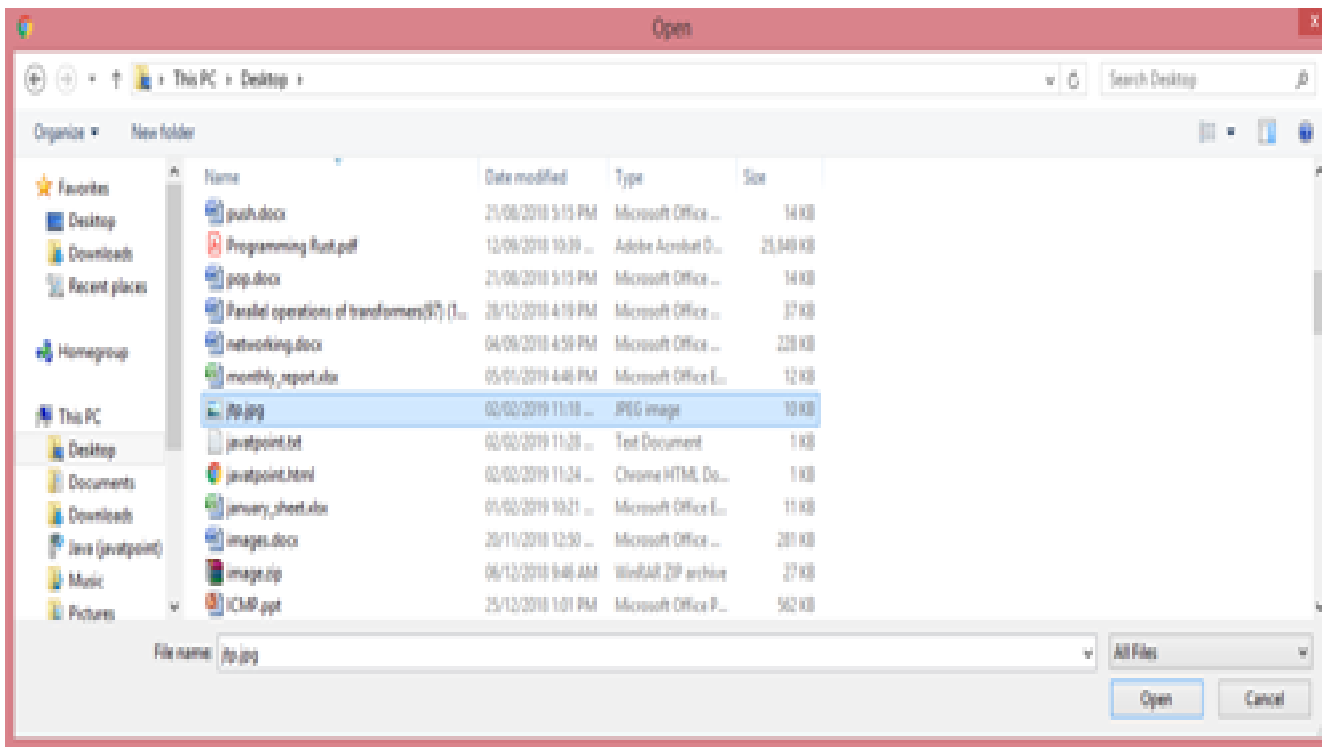 Open
x
This PC › Desktop ›
Search Desktop
Organize
New folder
Name Date modified Type Size
Favorites
Desktop
Downloads
Recent places
Homegroup
This PC
Desktop
Documents
Downloads
Java (javatpoint)
Music
Pictures
push.docx 21/08/2018 5:15 PM Microsoft Office ... 14 KB
Programming Rust.pdf 12/09/2018 10:39 ... Adobe Acrobat D... KB
pop.docx 21/08/2018 5:15 PM Microsoft Office ... 14 KB
Parallel operations of transformers(97) (1... 28/12/2018 4:19 PM Microsoft Office ... 37 KB
networking.docx 04/09/2018 4:59 PM Microsoft Office ... 228 KB
monthly_report.xlsx 05/01/2019 4:46 PM Microsoft Office E... 12 KB
jtp.jpg 02/02/2019 11:18 ... JPEG image 10 KB
javatpoint.txt 02/02/2019 11:28 ... Text Document 1 KB
javatpoint.html 02/02/2019 11:24 ... Chrome HTML Do... 1 KB
january_sheet.xlsx 01/02/2019 10:21 ... Microsoft Office E... 11 KB
images.docx 20/11/2018 12:50 ... Microsoft Office ... 281 KB
image.zip 06/12/2018 9:46 AM WinRAR ZIP archive 27 KB
ICMP.ppt 25/12/2018 1:01 PM Microsoft Office P... 562 KB
File name: jtp.jpg
All Files
Open Cancel